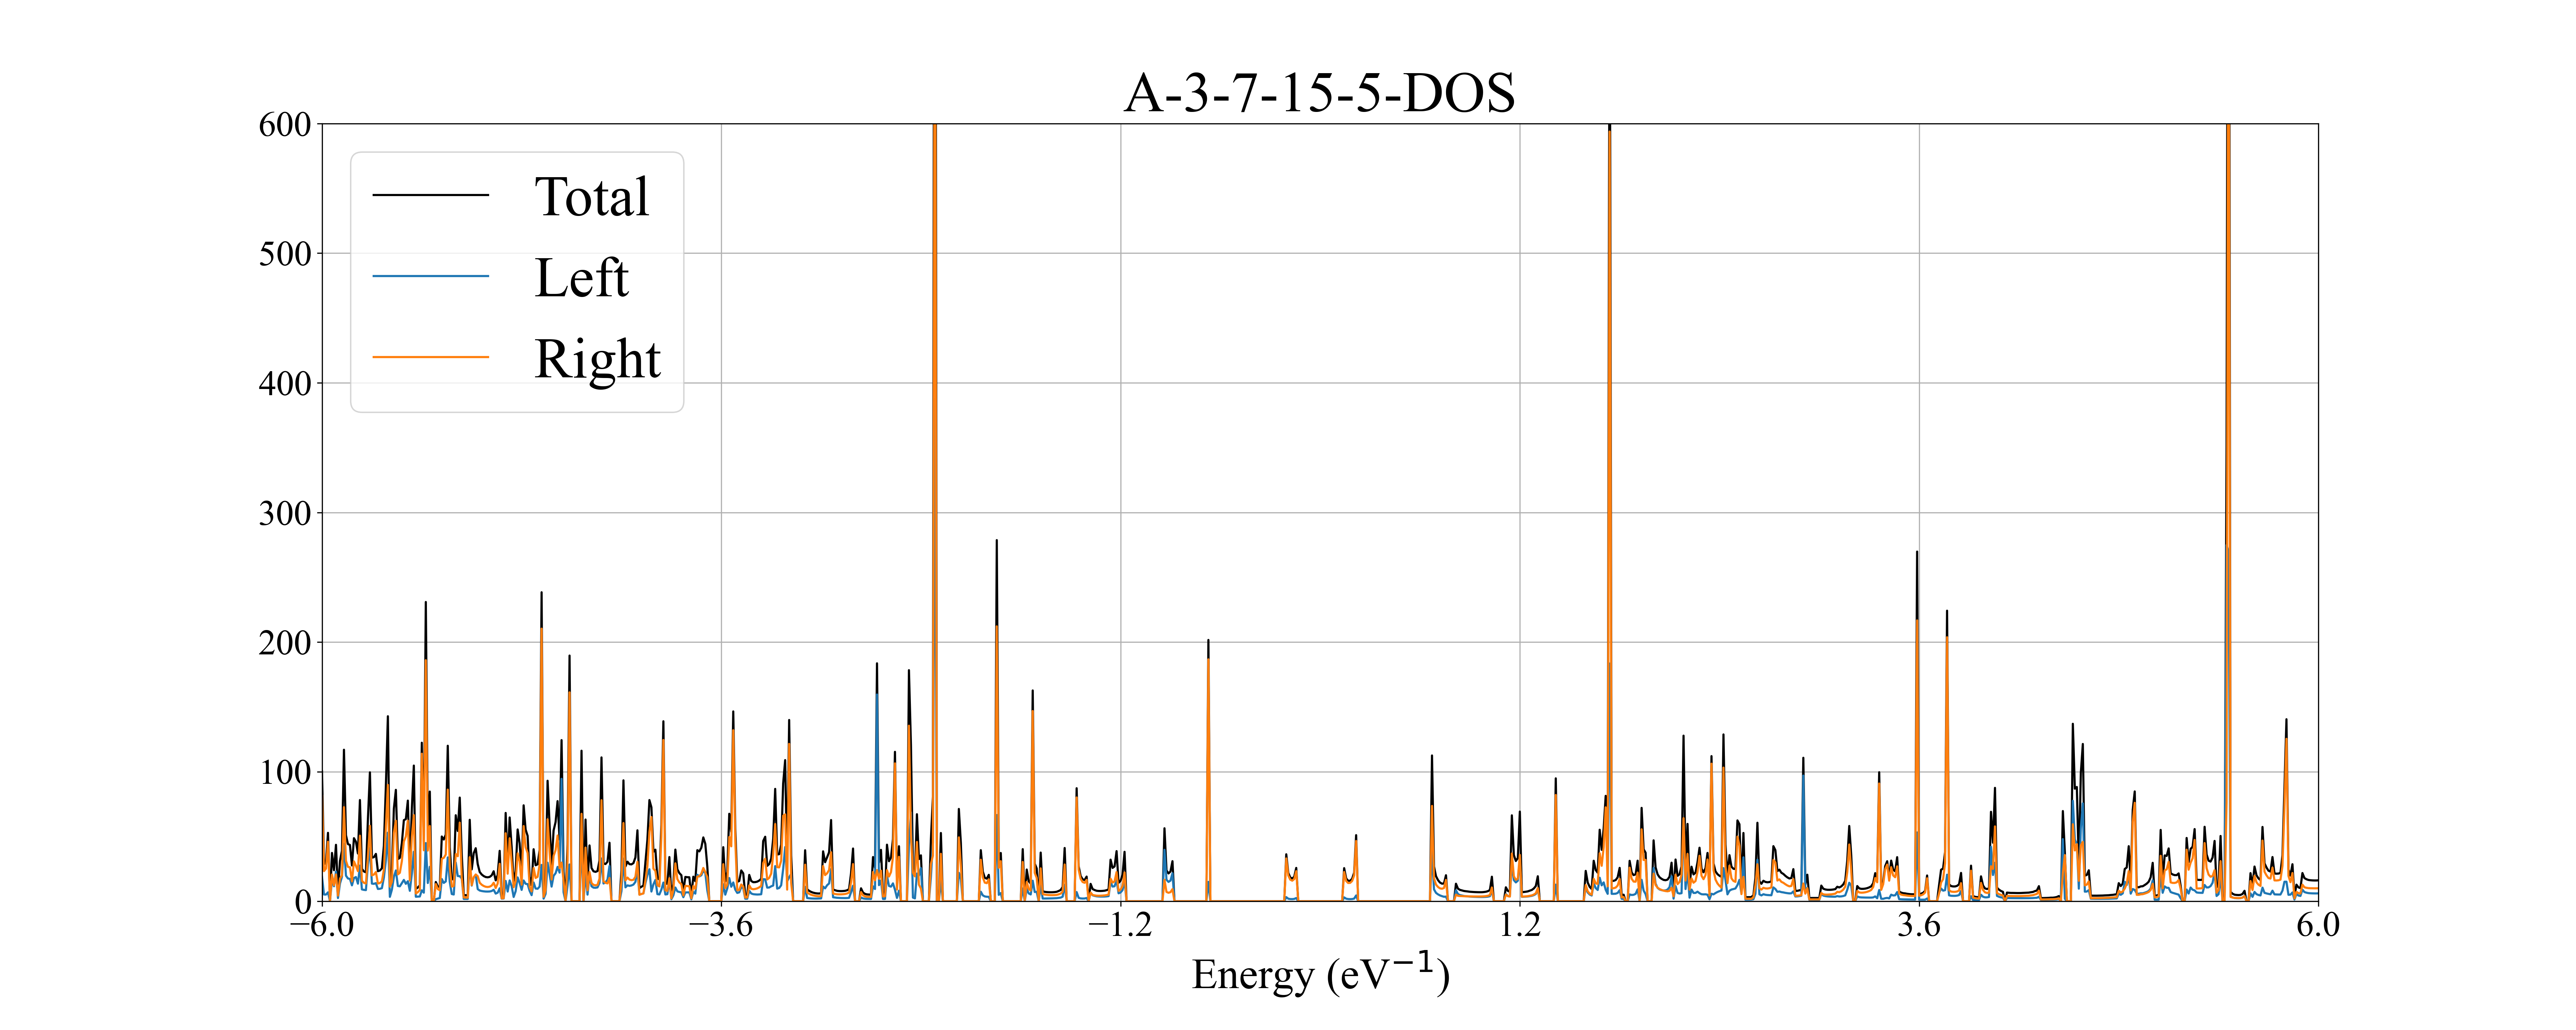 A-3-7-15-5-DOS
600
500
400
300
200
100
0
Total
Left
Right
−6.0 −3.6 −1.2 1.2 3.6 6.0
Energy (eV⁻¹)